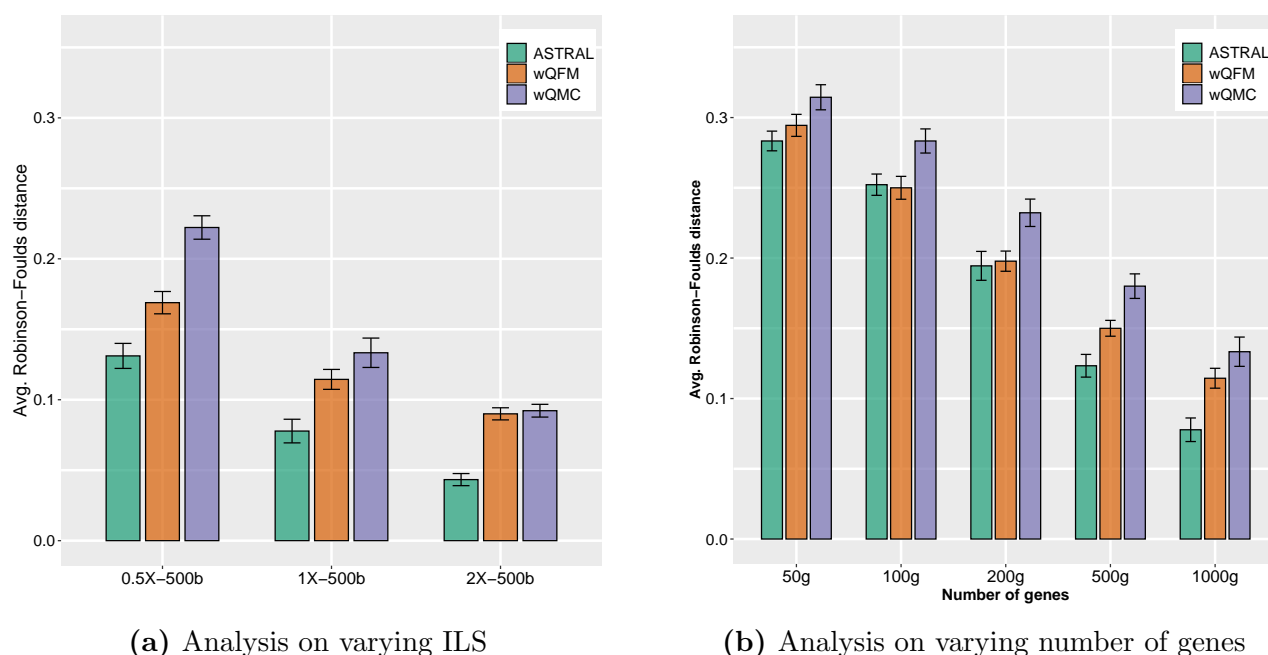 ASTRAL
wQFM
wQMC
Avg. Robinson−Foulds distance
0.3
0.2
0.1
0.0
0.5X−500b
1X−500b
2X−500b
(a) Analysis on varying ILS
ASTRAL
wQFM
wQMC
Avg. Robinson−Foulds distance
0.3
0.2
0.1
0.0
50g
100g
200g
500g
1000g
Number of genes
(b) Analysis on varying number of genes